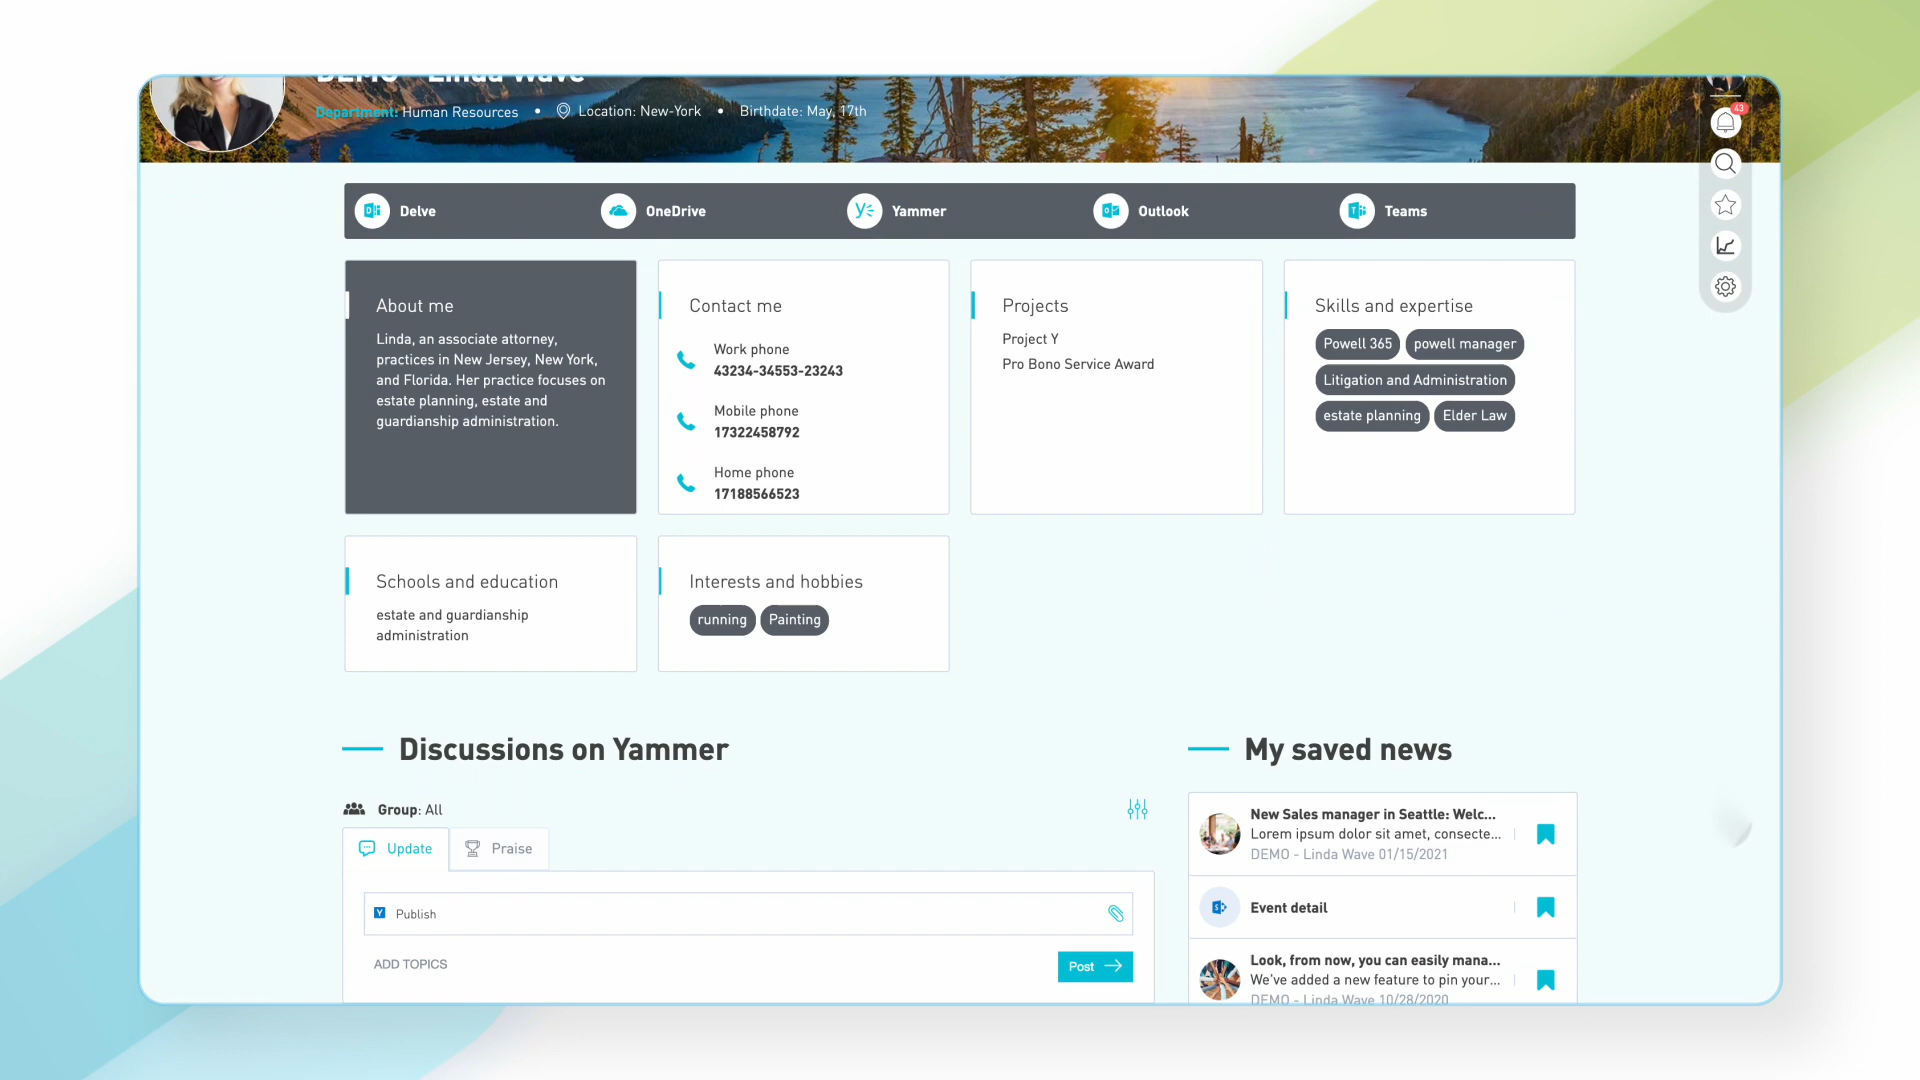 DEMO - Linda Wave
Department: Human Resources • Location: New-York • Birthdate: May, 17th
43
Delve
OneDrive
Yammer
Outlook
Teams
About me
Linda, an associate attorney,
practices in New Jersey, New York,
and Florida. Her practice focuses on
estate planning, estate and
guardianship administration.
Contact me
Work phone
43234-34553-23243
Mobile phone
17322458792
Home phone
17188566523
Projects
Project Y
Pro Bono Service Award
Skills and expertise
Powell 365
powell manager
Litigation and Administration
estate planning
Elder Law
Schools and education
estate and guardianship
administration
Interests and hobbies
running
Painting
Discussions on Yammer
Group: All
Update
Praise
Publish
ADD TOPICS
Post
My saved news
New Sales manager in Seattle: Welc...
Lorem ipsum dolor sit amet, consecte...
DEMO - Linda Wave 01/15/2021
Event detail
Look, from now, you can easily mana...
We've added a new feature to pin your...
DEMO - Linda Wave 10/28/2020